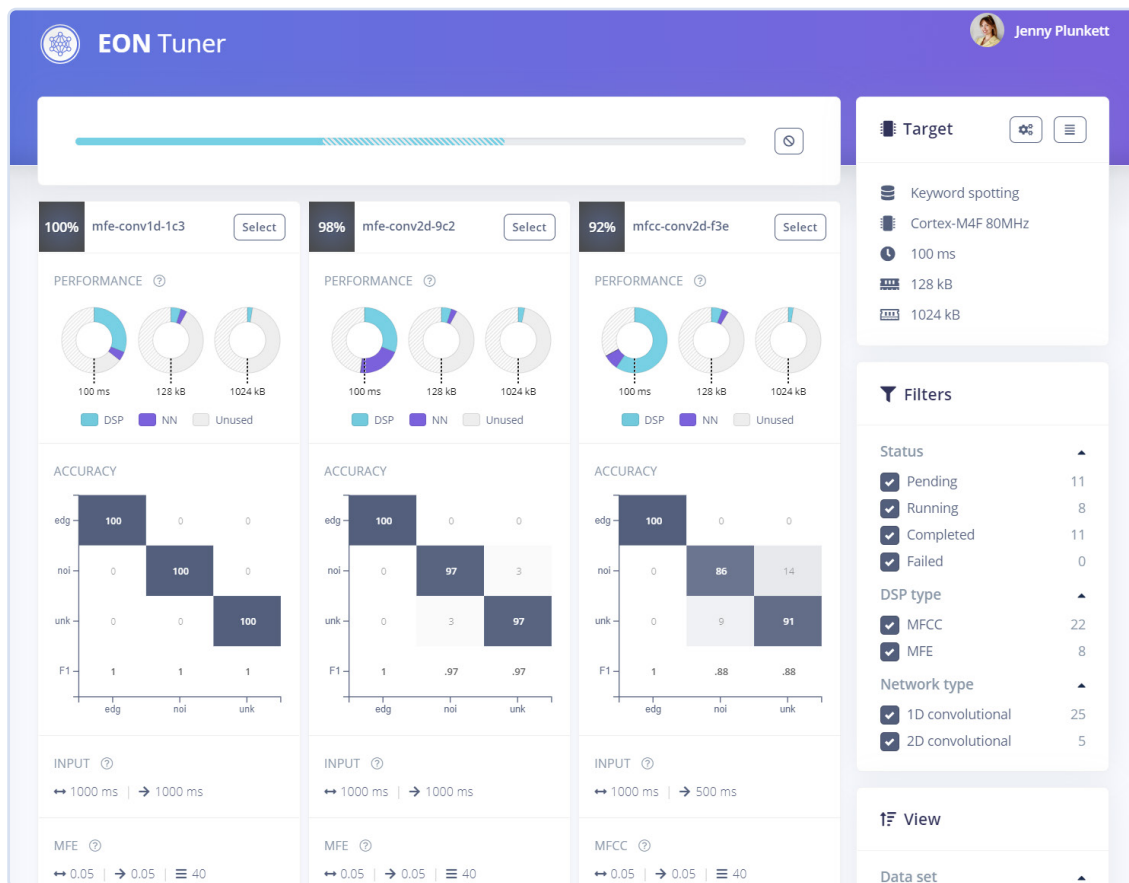 EON Tuner
Jenny Plunkett
100% mfe-conv1d-1c3 Select
PERFORMANCE
100 ms 128 kB 1024 kB
DSP NN Unused
ACCURACY
edg 100 0 0
noi 0 100 0
unk 0 0 100
F1 1 1 1
edg noi unk
INPUT
1000 ms | 1000 ms
MFE
0.05 | 0.05 | 40
98% mfe-conv2d-9c2 Select
PERFORMANCE
100 ms 128 kB 1024 kB
DSP NN Unused
ACCURACY
edg 100 0 0
noi 0 97 3
unk 0 3 97
F1 1 .97 .97
edg noi unk
INPUT
1000 ms | 1000 ms
MFE
0.05 | 0.05 | 40
92% mfcc-conv2d-f3e Select
PERFORMANCE
100 ms 128 kB 1024 kB
DSP NN Unused
ACCURACY
edg 100 0 0
noi 0 86 14
unk 0 9 91
F1 1 .88 .88
edg noi unk
INPUT
1000 ms | 500 ms
MFCC
0.05 | 0.05 | 40
Target
Keyword spotting
Cortex-M4F 80MHz
100 ms
128 kB
1024 kB
Filters
Status
Pending 11
Running 8
Completed 11
Failed 0
DSP type
MFCC 22
MFE 8
Network type
1D convolutional 25
2D convolutional 5
View
Data set